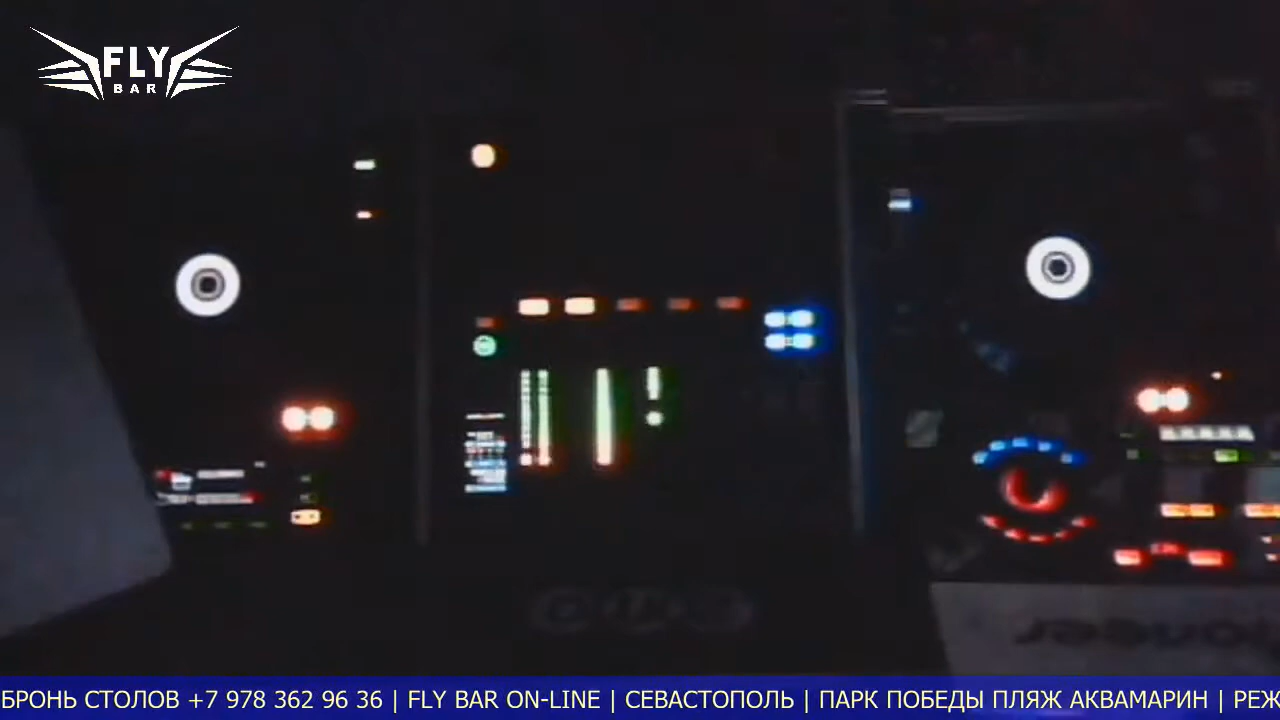 FLY
BAR
БРОНЬ СТОЛОВ +7 978 362 96 36 | FLY BAR ON-LINE | СЕВАСТОПОЛЬ | ПАРК ПОБЕДЫ ПЛЯЖ АКВАМАРИН | РЕЖ